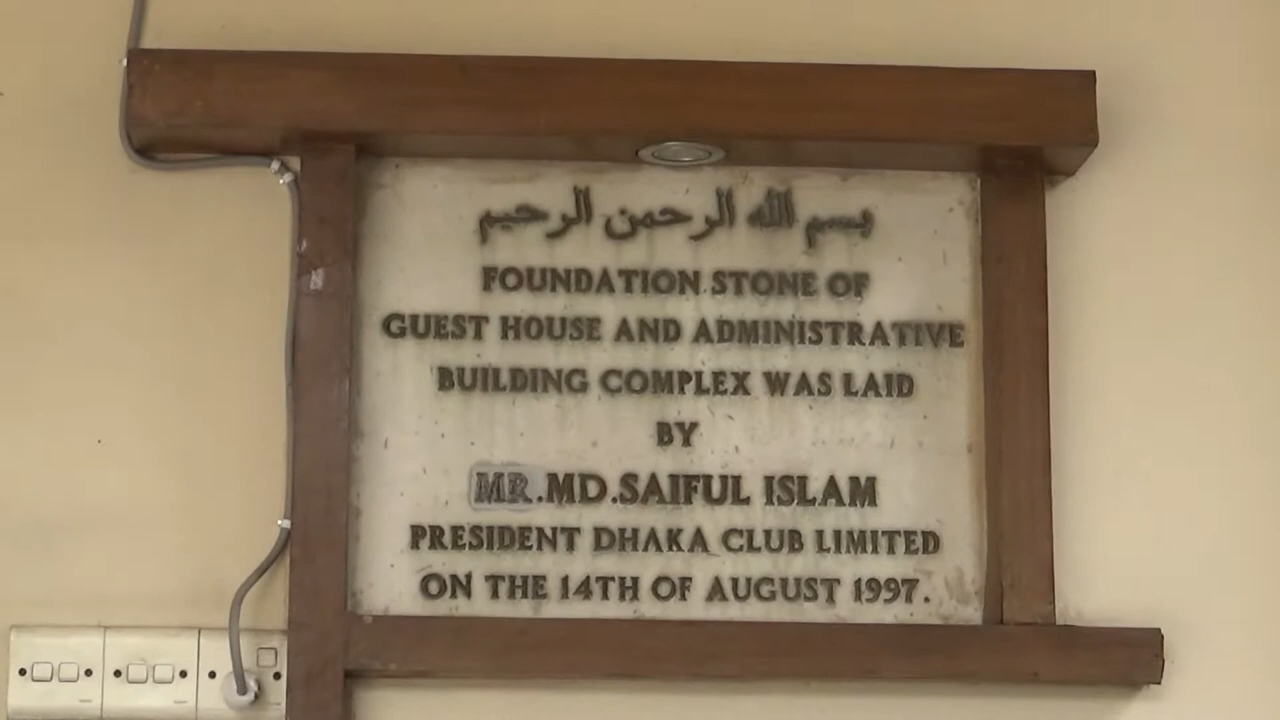 بسم الله الرحمن الرحيم
FOUNDATION STONE OF
GUEST HOUSE AND ADMINISTRATIVE
BUILDING COMPLEX WAS LAID
BY
MR.MD.SAIFUL ISLAM
PRESIDENT DHAKA CLUB LIMITED
ON THE 14TH OF AUGUST 1997.